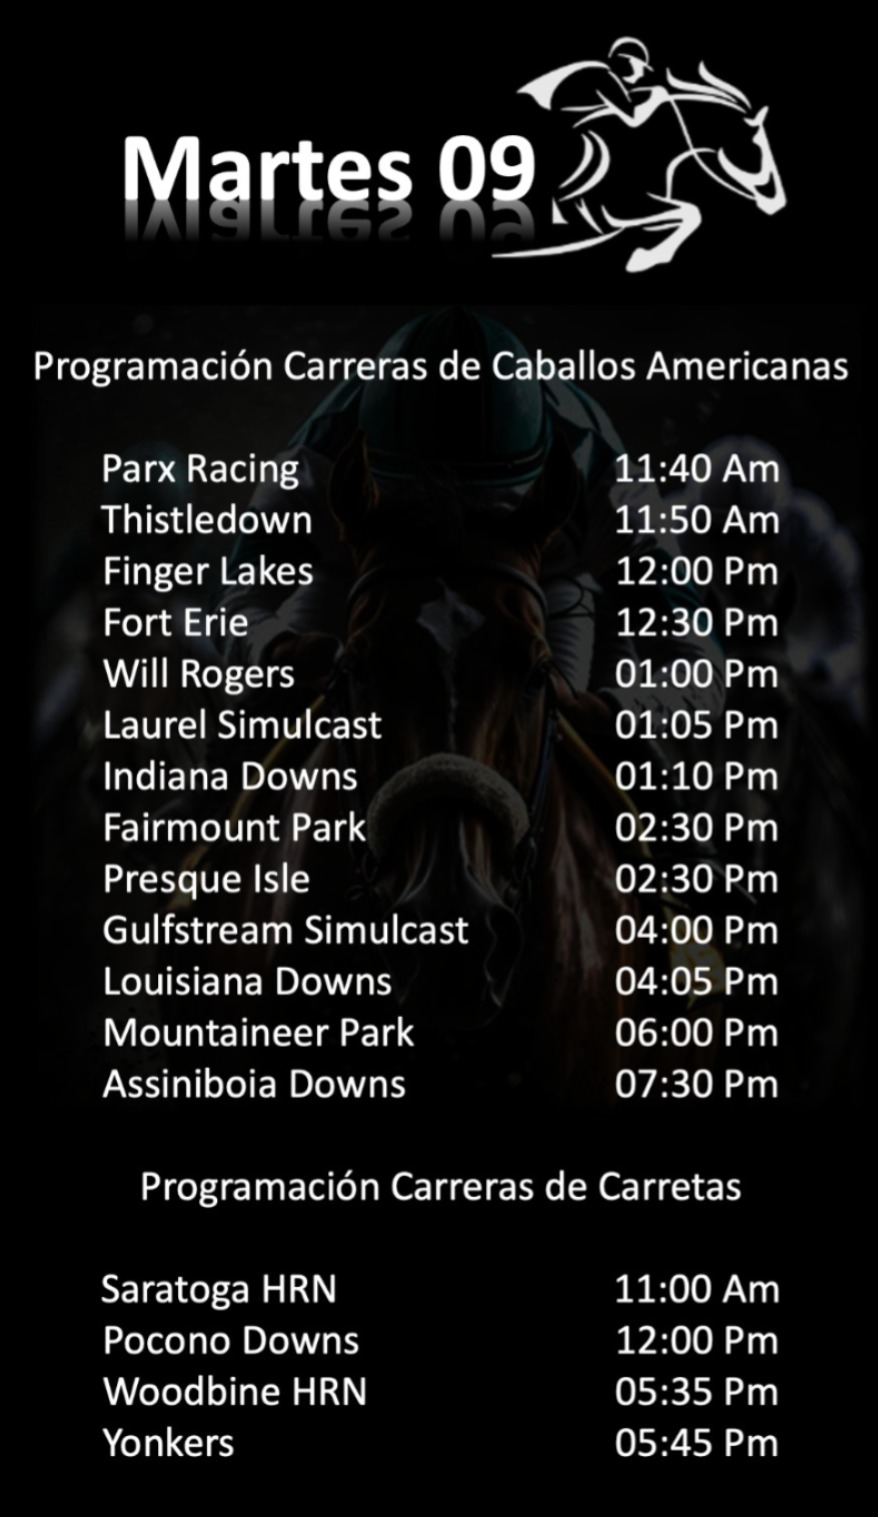 Martes 09
Programación Carreras de Caballos Americanas
Parx Racing 11:40 Am
Thistledown 11:50 Am
Finger Lakes 12:00 Pm
Fort Erie 12:30 Pm
Will Rogers 01:00 Pm
Laurel Simulcast 01:05 Pm
Indiana Downs 01:10 Pm
Fairmount Park 02:30 Pm
Presque Isle 02:30 Pm
Gulfstream Simulcast 04:00 Pm
Louisiana Downs 04:05 Pm
Mountaineer Park 06:00 Pm
Assiniboia Downs 07:30 Pm
Programación Carreras de Carretas
Saratoga HRN 11:00 Am
Pocono Downs 12:00 Pm
Woodbine HRN 05:35 Pm
Yonkers 05:45 Pm